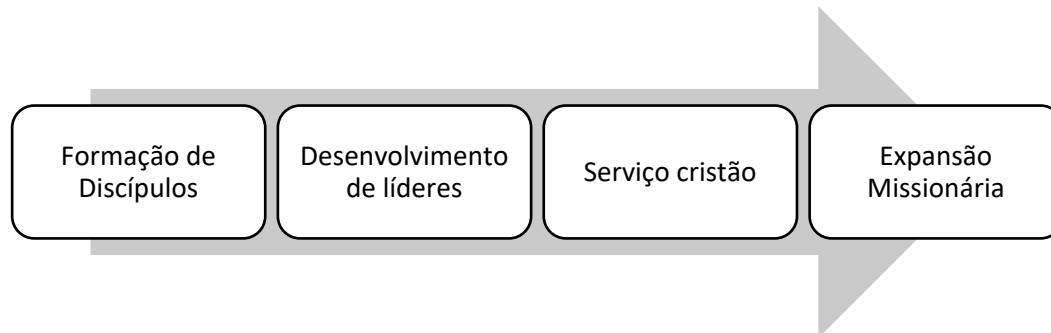 Formação de
Discípulos
Desenvolvimento
de líderes
Serviço cristão
Expansão
Missionária